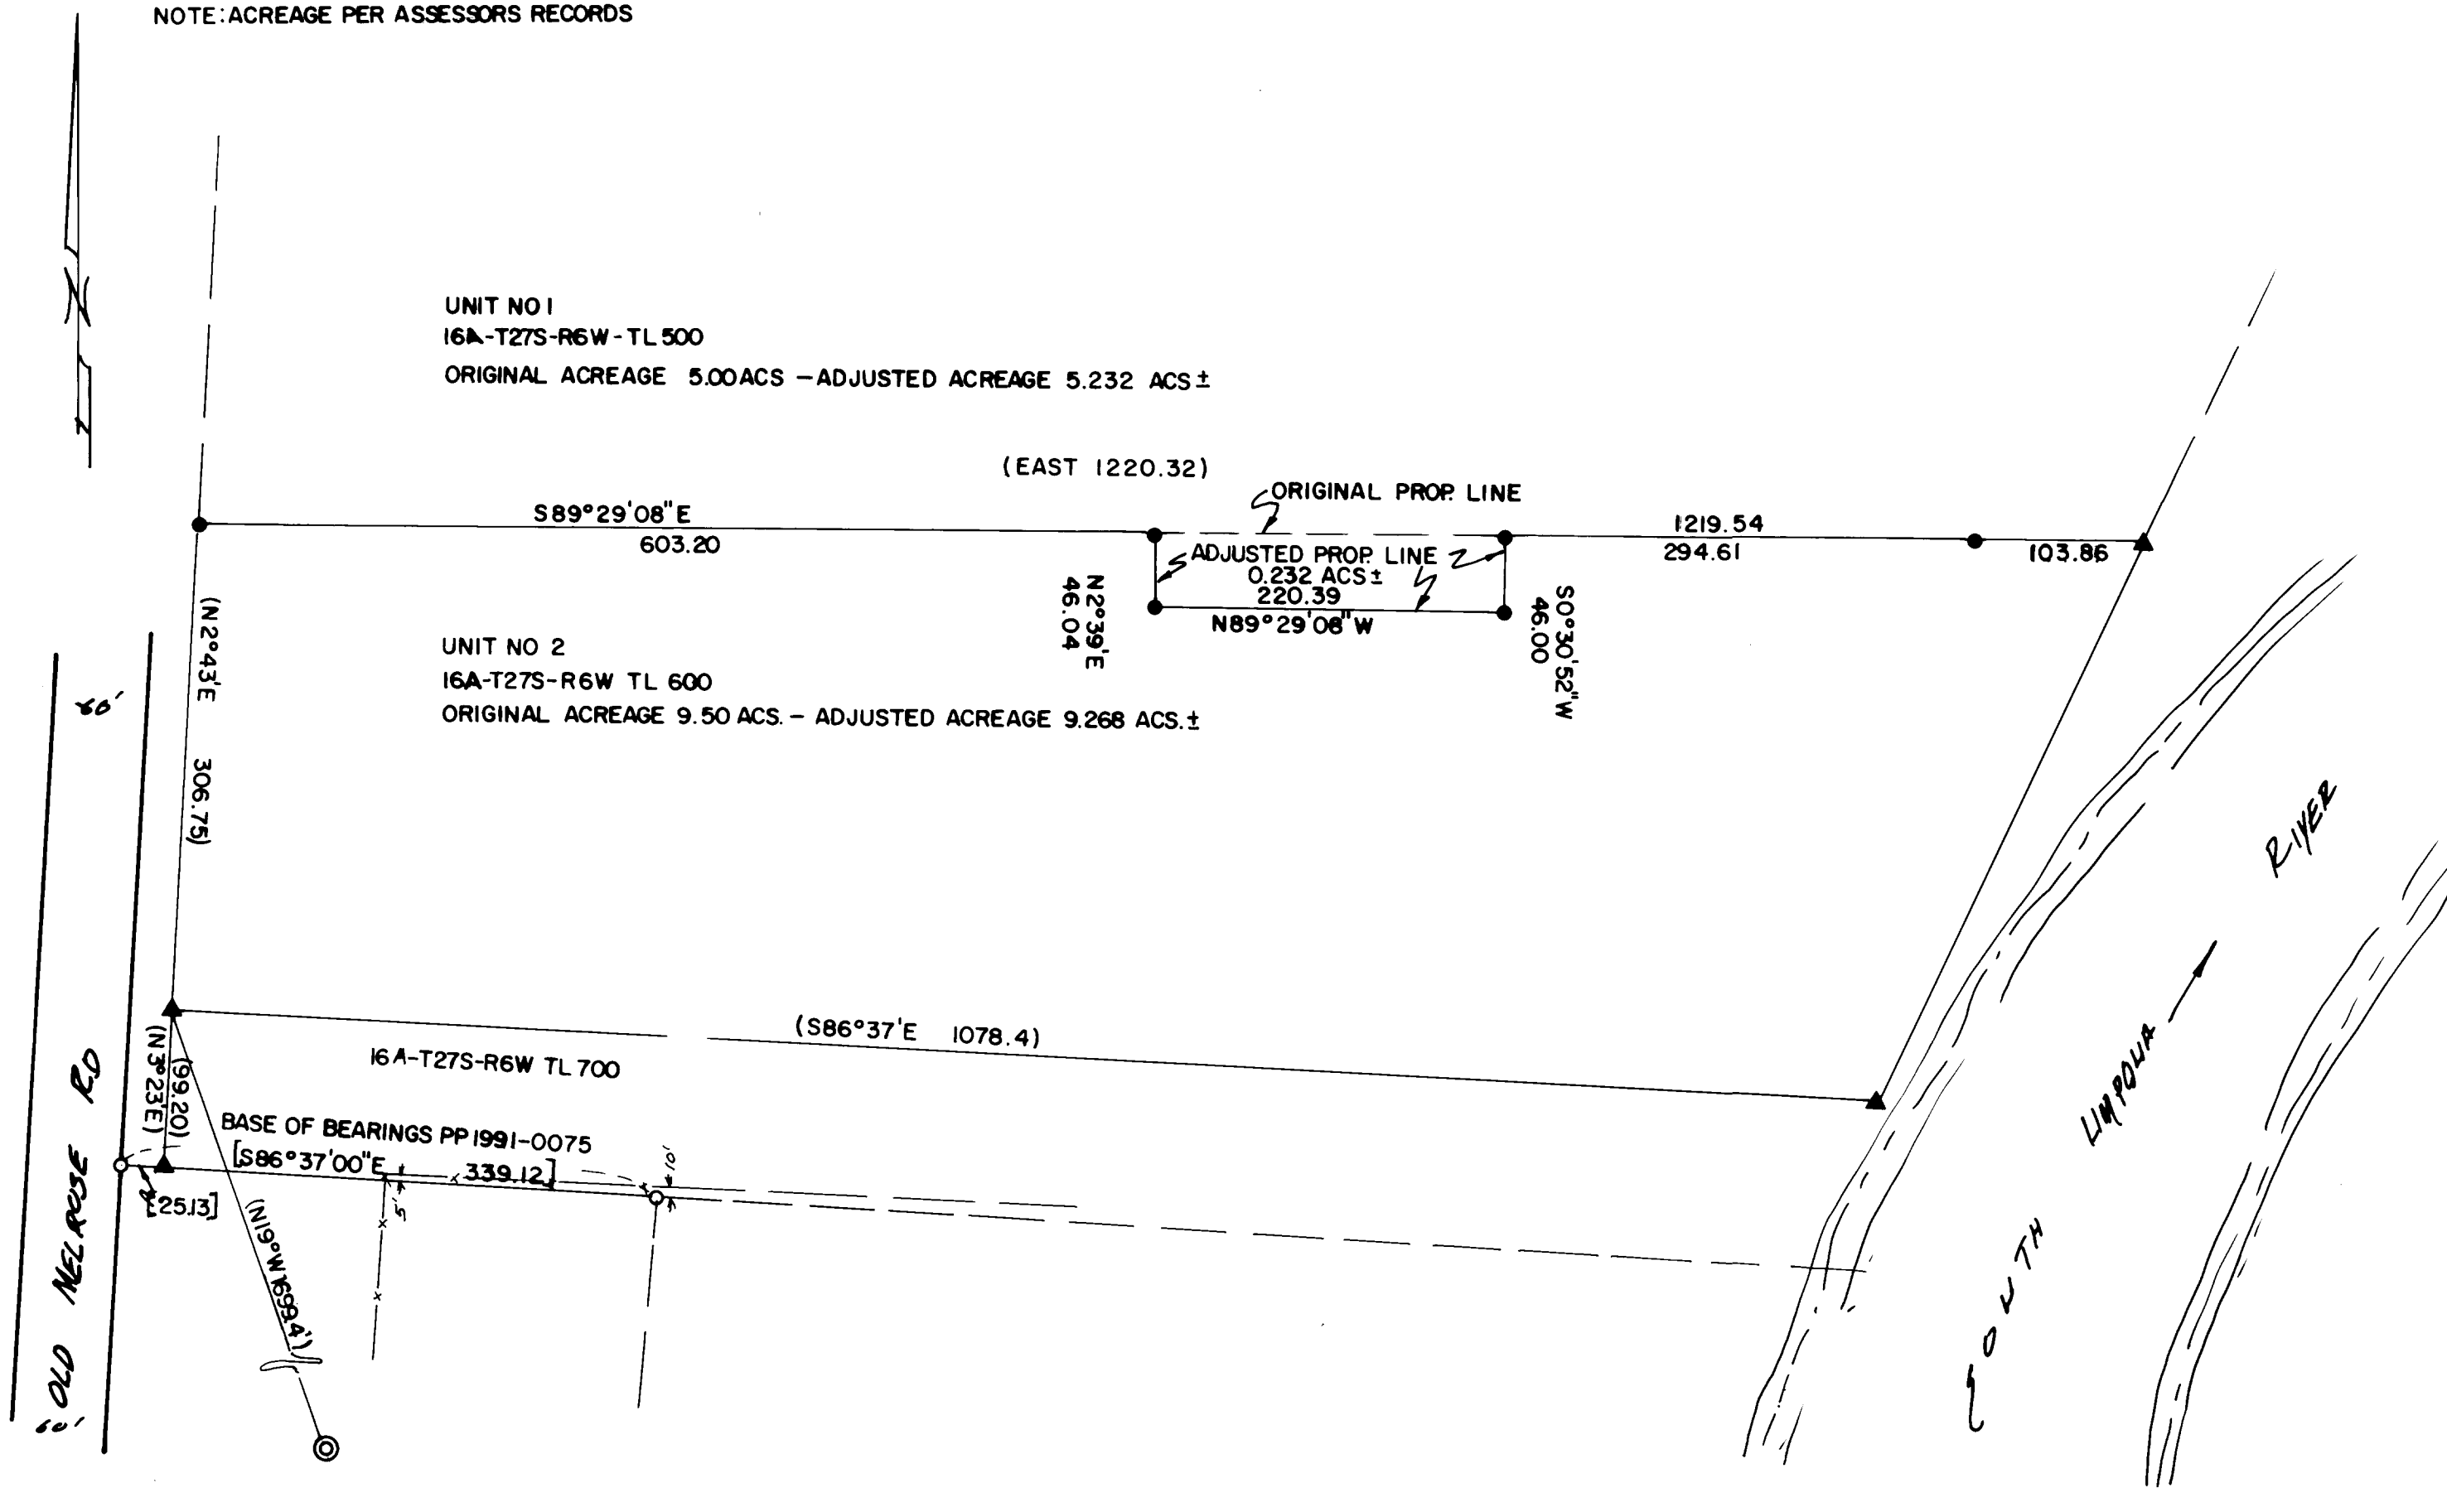 NOTE: ACREAGE PER ASSESSORS RECORDS
UNIT NO 1
16A-T27S-R6W-TL 500
ORIGINAL ACREAGE 5.00 ACS - ADJUSTED ACREAGE 5.232 ACS ±
(EAST 1220.32)
ORIGINAL PROP. LINE
S89°29'08"E
603.20
1219.54
294.61
103.86
ADJUSTED PROP. LINE
0.232 ACS ±
220.39
N89°29'08"W
N2°39'E
46.04
S0°30'52"W
46.00
(N2°43'E 306.75)
UNIT NO 2
16A-T27S-R6W TL 600
ORIGINAL ACREAGE 9.50 ACS. - ADJUSTED ACREAGE 9.268 ACS. ±
60'
(S86°37'E 1078.4)
16A-T27S-R6W TL 700
(99.20)
(N3°23'E)
BASE OF BEARINGS PP 1991-0075
[S86°37'00"E 339.12]
[25.13]
5'
10'
(N19°W 1699.4')
OLD MELROSE RD
60'
SOUTH UMPQUA RIVER